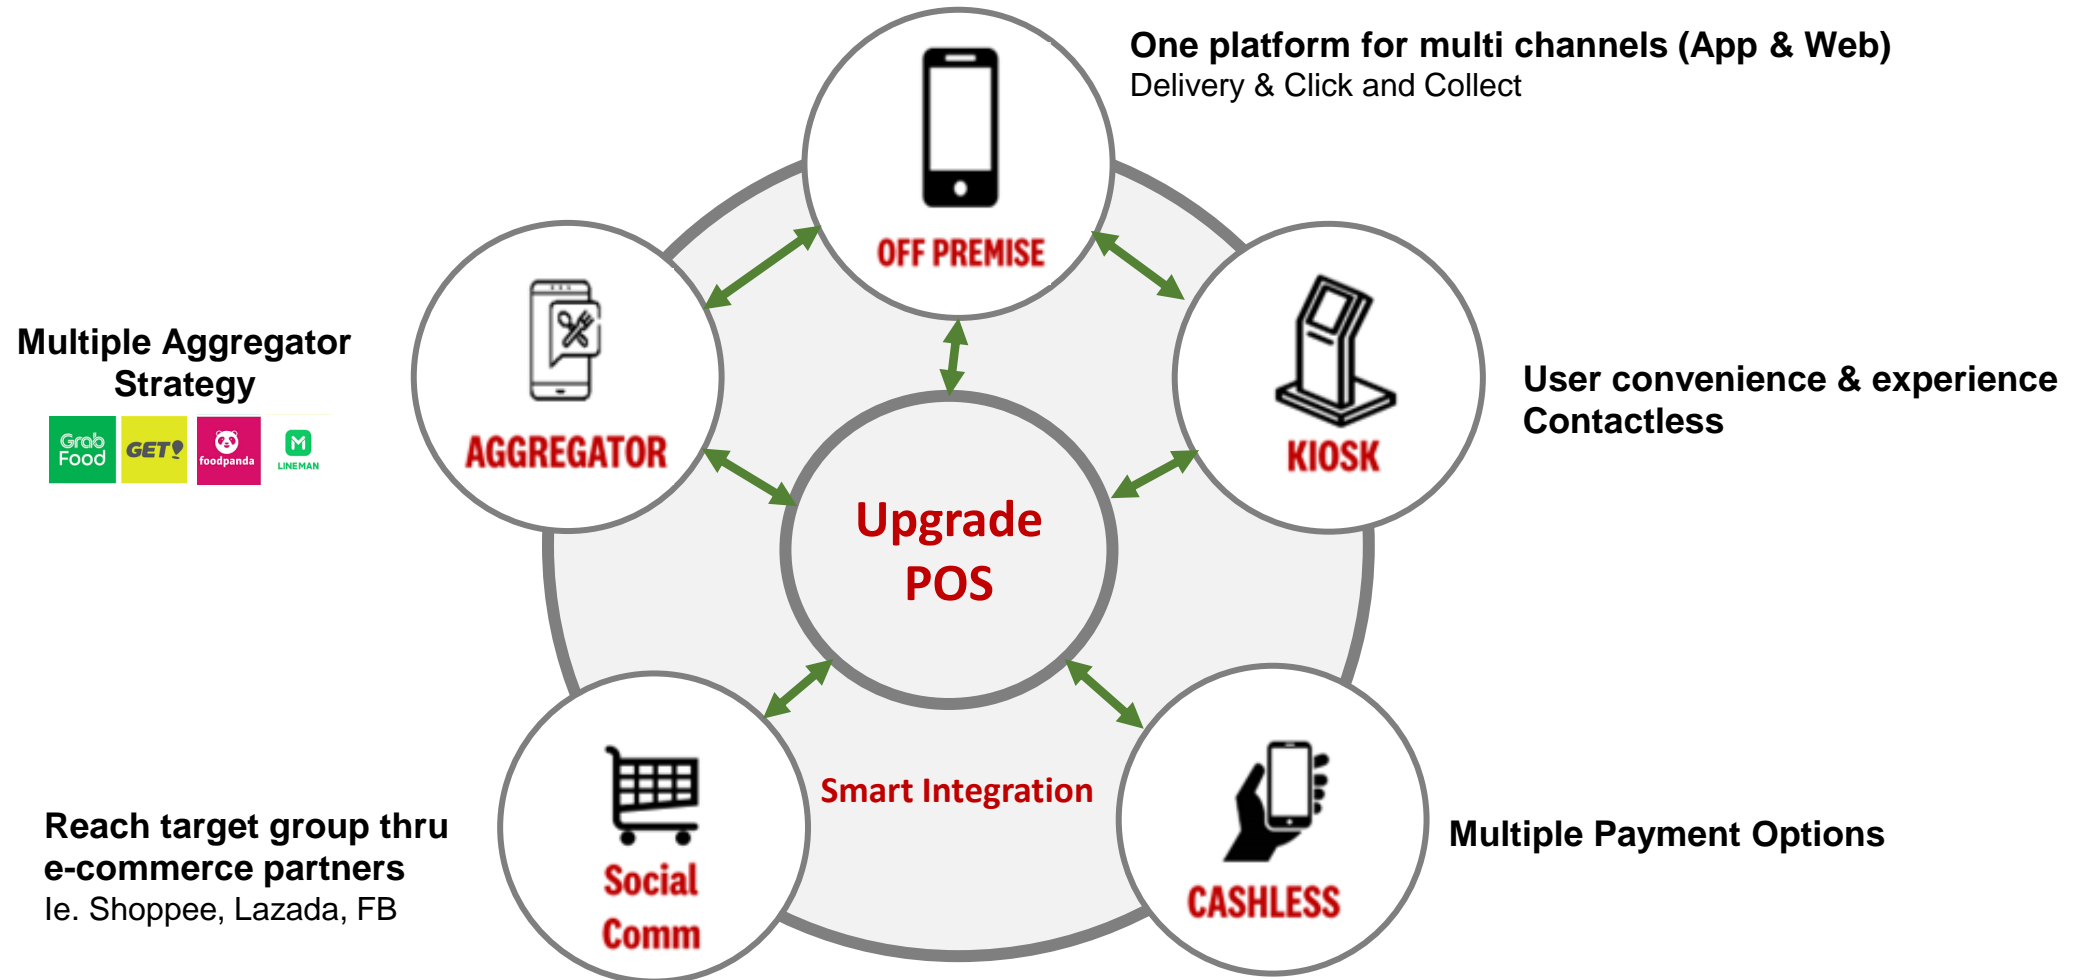 One platform for multi channels (App & Web)
Delivery & Click and Collect
OFF PREMISE
Multiple Aggregator
Strategy
Grab
Food
GET!
foodpanda
LINEMAN
AGGREGATOR
KIOSK
User convenience & experience
Contactless
Upgrade
POS
Smart Integration
Reach target group thru
e-commerce partners
Ie. Shoppee, Lazada, FB
Social
Comm
CASHLESS
Multiple Payment Options